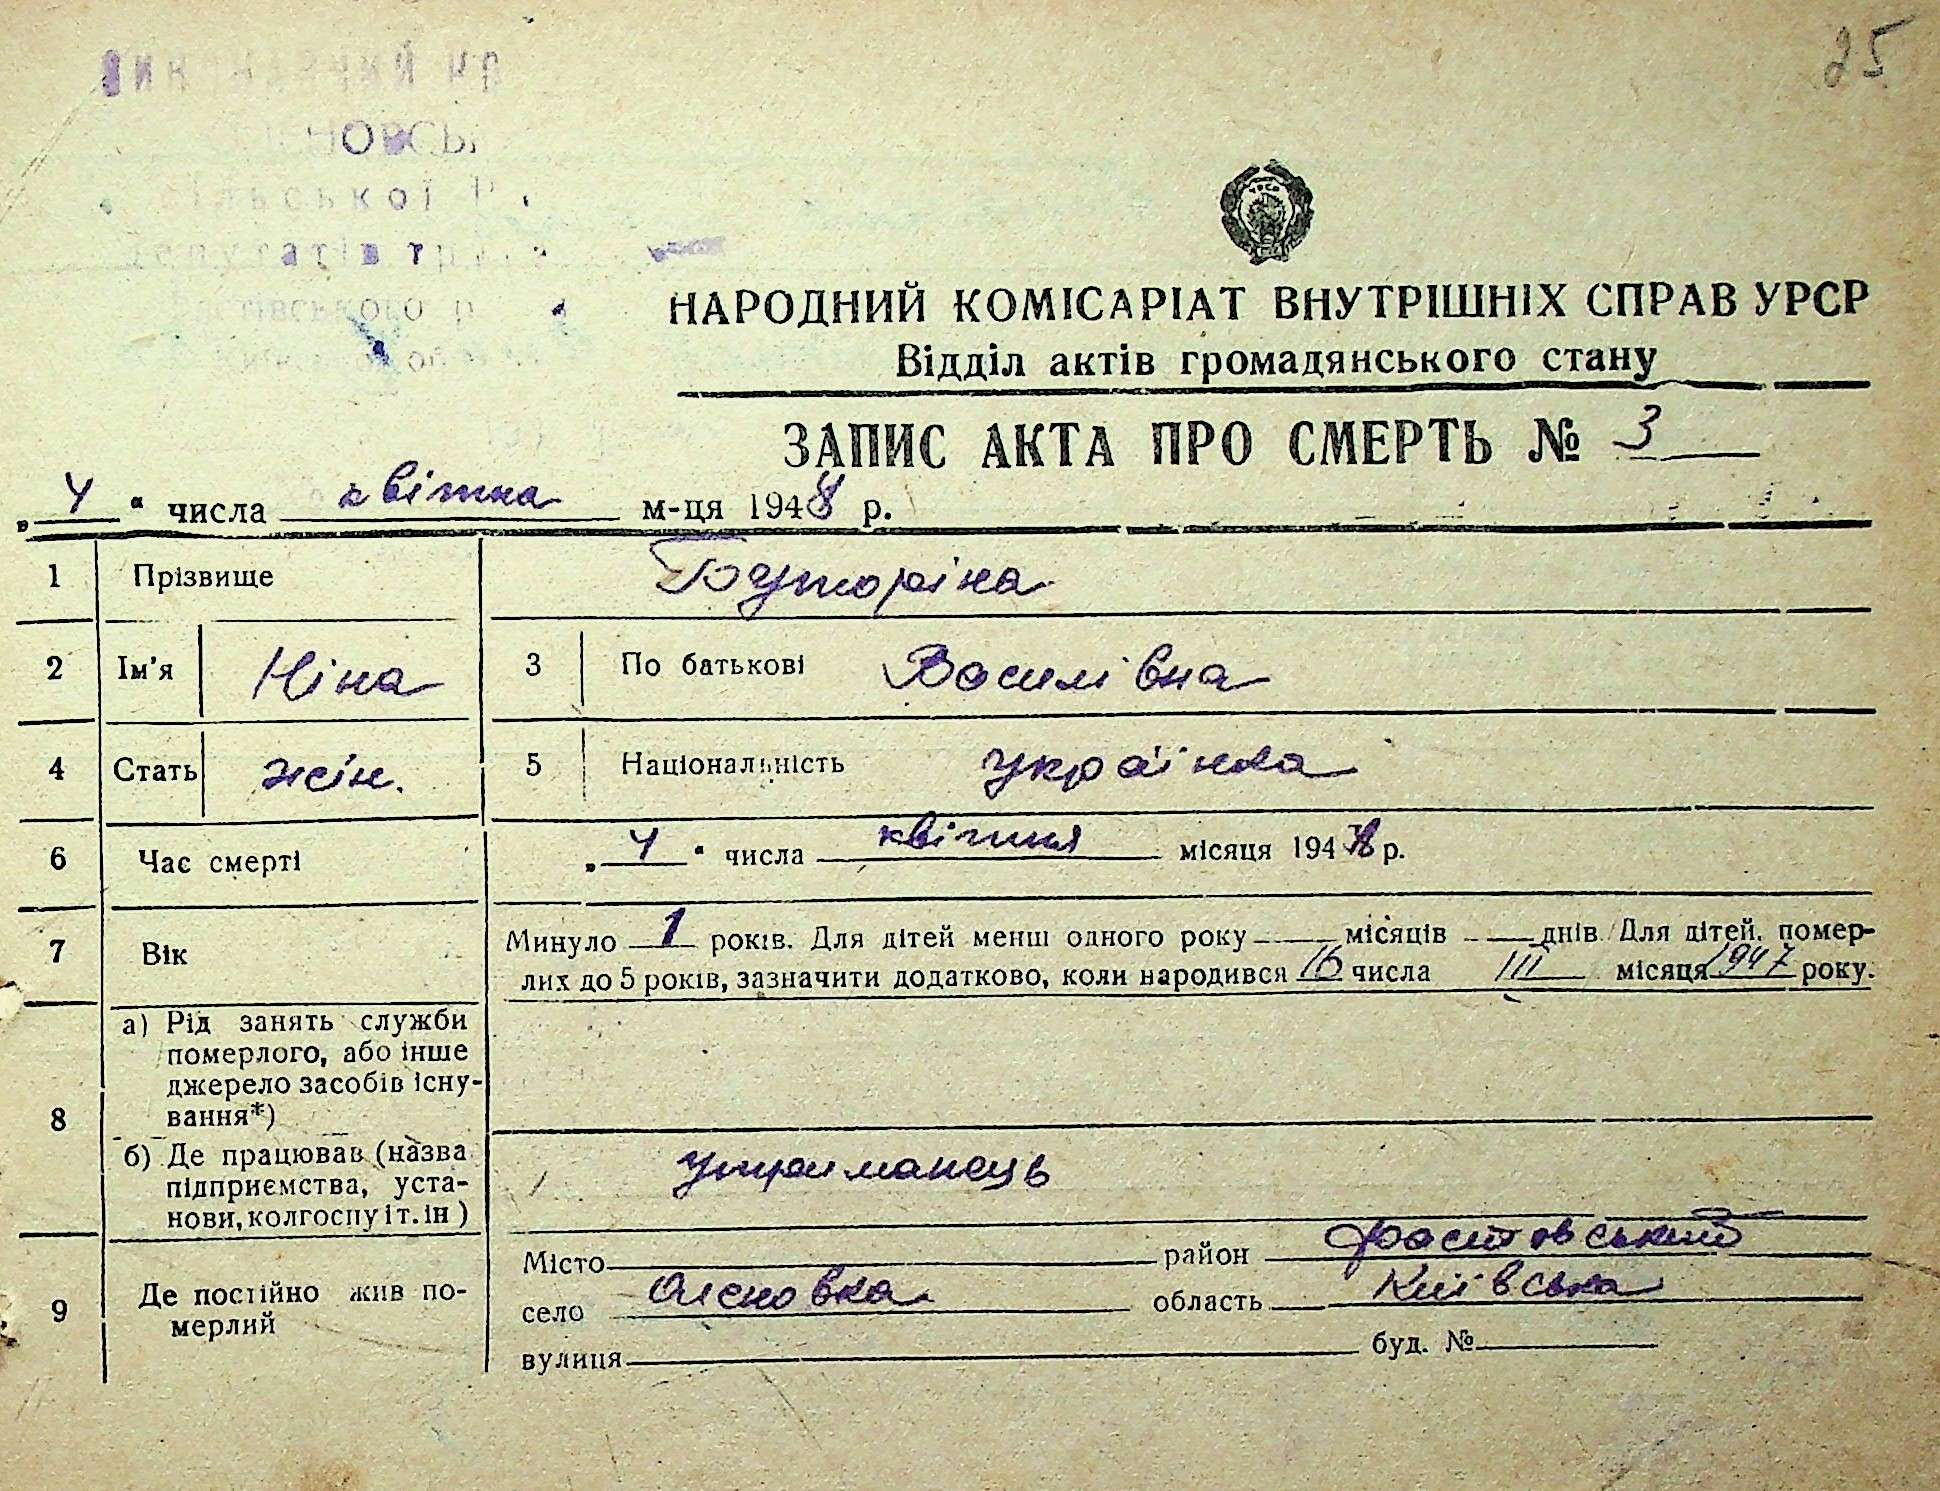 25
УРСР
НАРОДНИЙ КОМІСАРІАТ ВНУТРІШНІХ СПРАВ УРСР
Відділ актів громадянського стану
ЗАПИС АКТА ПРО СМЕРТЬ № 3
„ 4 “ числа квітня м-ця 1948 р.
1 Прізвище Буторіна
2 Ім'я Ніна 3 По батькові Василівна
4 Стать жін. 5 Національність українка
6 Час смерті „ 4 “ числа квітня місяця 1948 р.
7 Вік Минуло 1 років. Для дітей менш одного року місяців днів. Для дітей, помер-
лих до 5 років, зазначити додатково, коли народився 16 числа III місяця 1947 року.
8 а) Рід занять служби
померлого, або інше
джерело засобів існу-
вання*)
б) Де працював (назва
підприємства, уста-
нови, колгоспу і т. ін) утриманець
9 Де постійно жив по-
мерлий
Місто район Фастовський
село Оленовка область Київська
вулиця буд. №